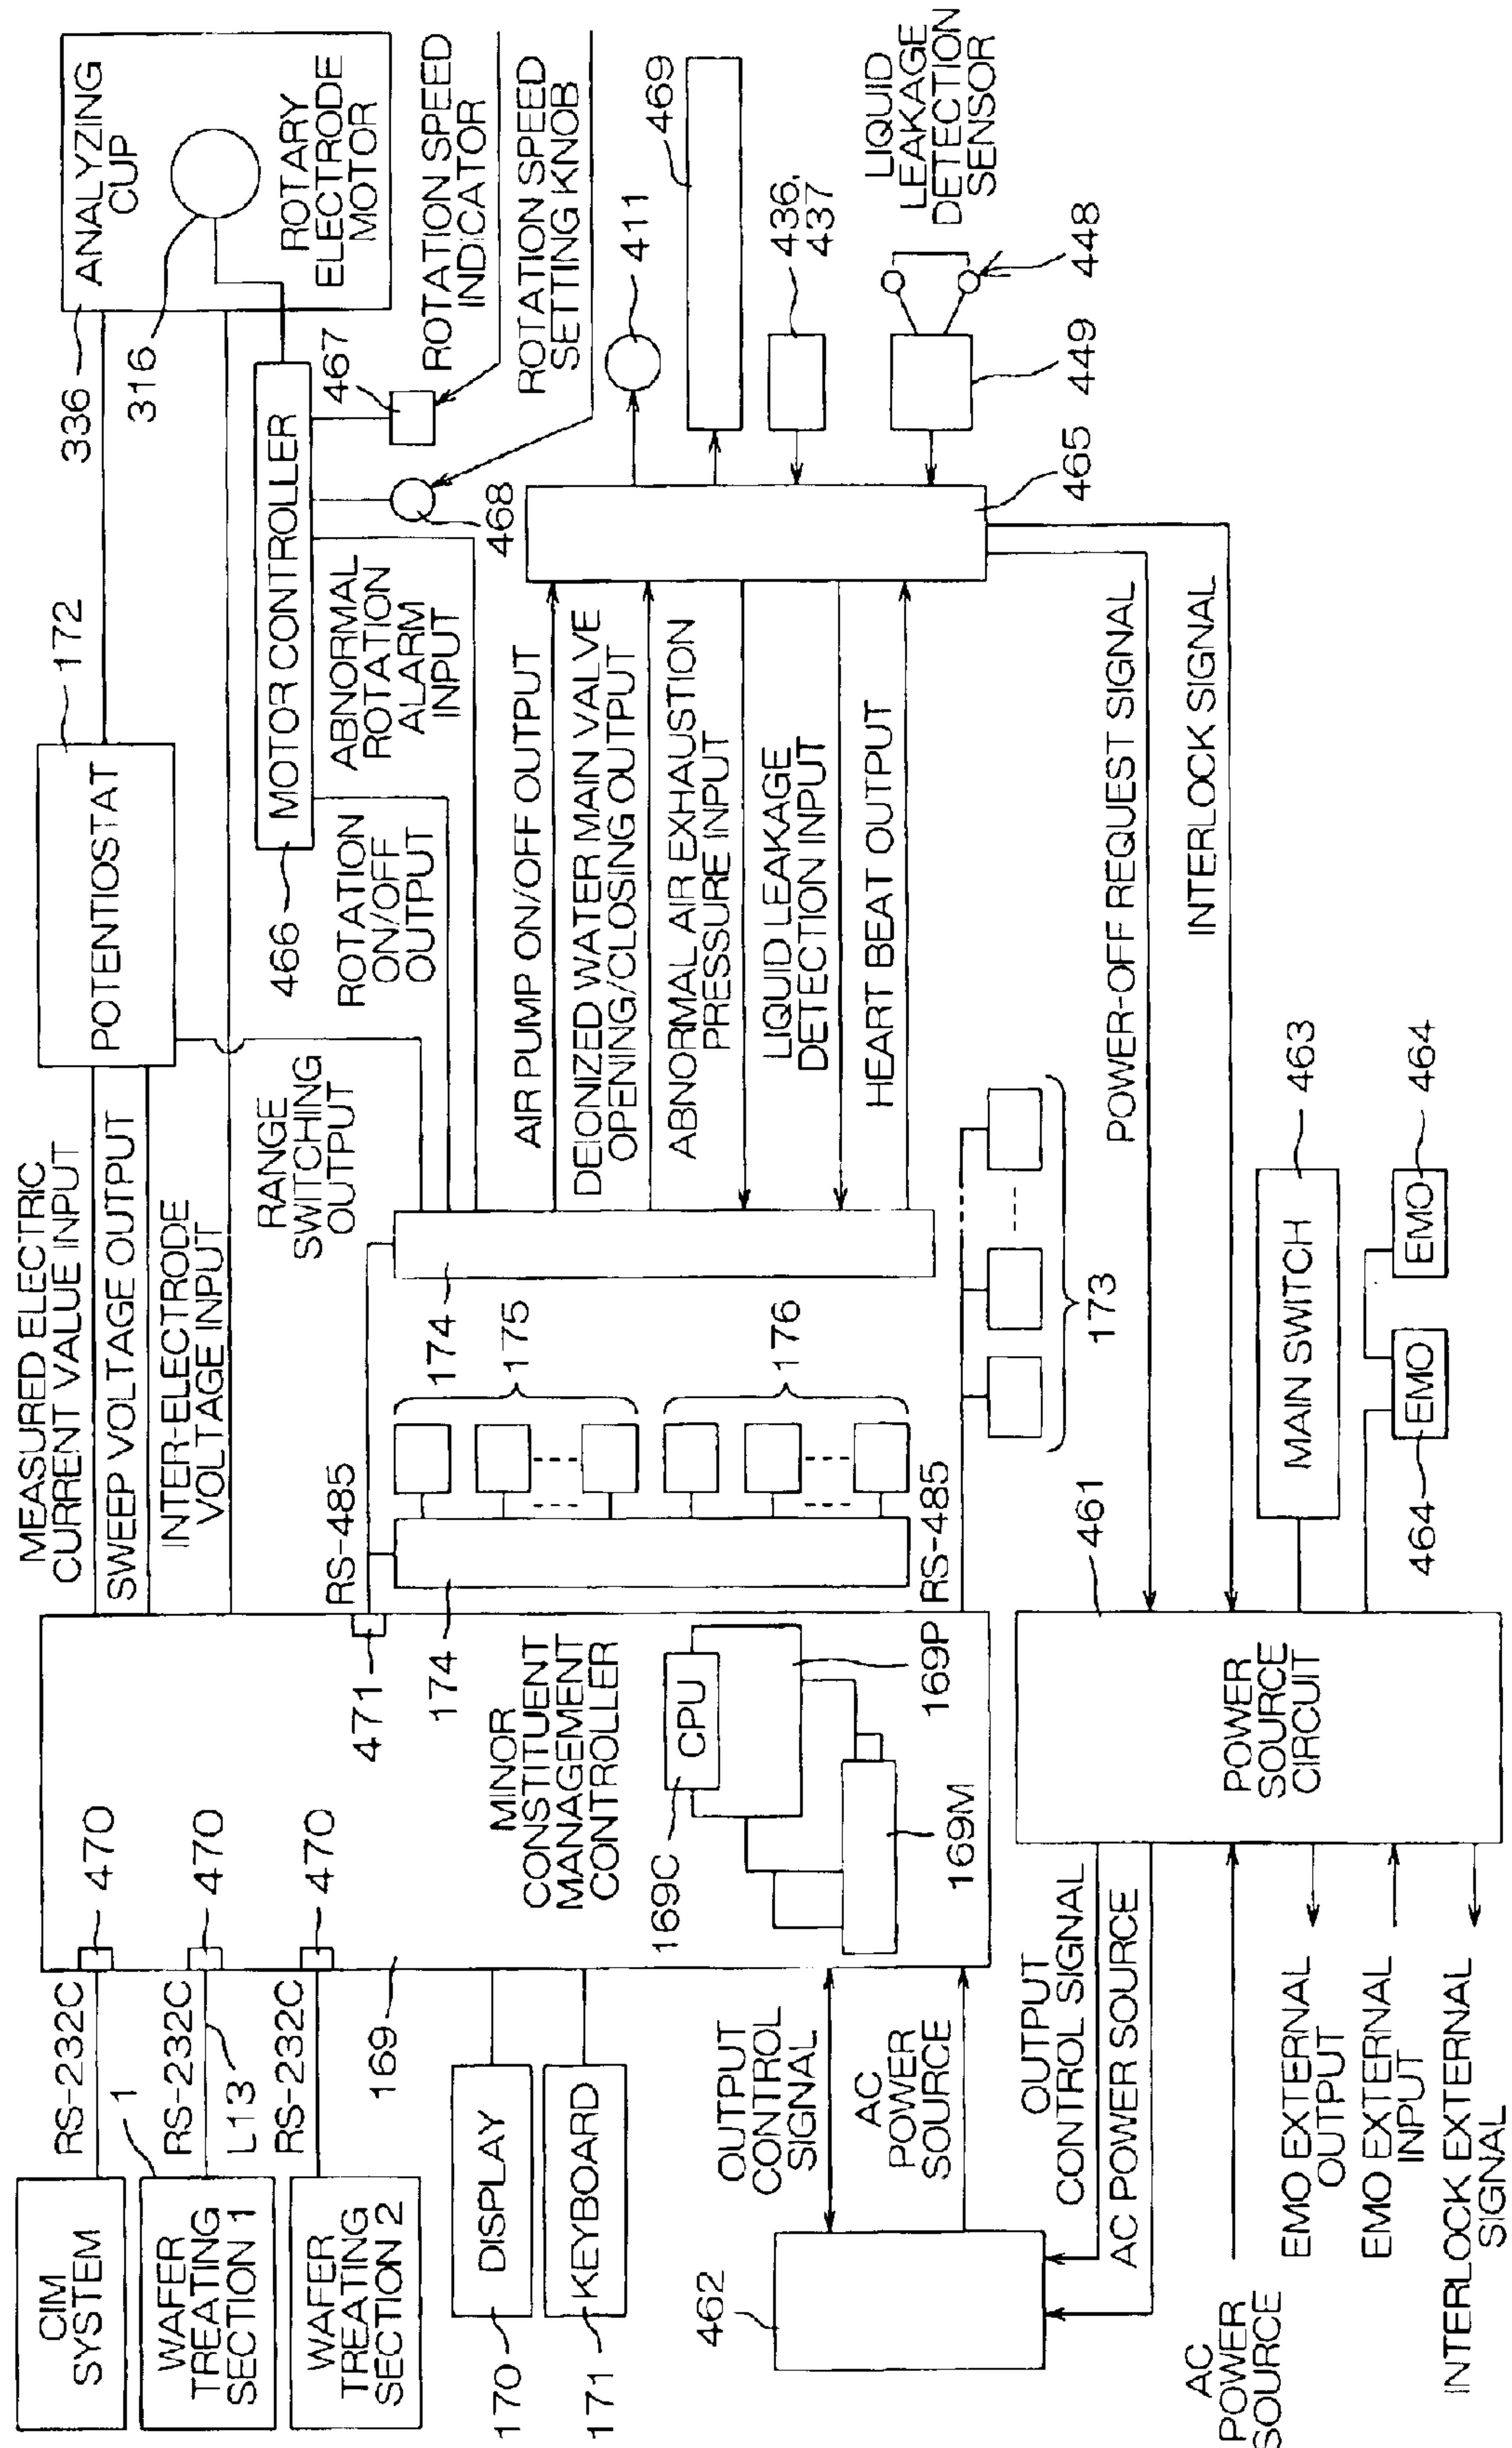 CIM
SYSTEM
WAFER
TREATING
SECTION 1
WAFER
TREATING
SECTION 2
1
RS-232C
RS-232C
L13
RS-232C
470
470
470
169
170
DISPLAY
171
KEYBOARD
MINOR
CONSTITUENT
MANAGEMENT
CONTROLLER
169C
CPU
169P
169M
471
RS-485
174
174
175
176
RS-485
173
MEASURED ELECTRIC
CURRENT VALUE INPUT
SWEEP VOLTAGE OUTPUT
INTER-ELECTRODE
VOLTAGE INPUT
RANGE
SWITCHING
OUTPUT
POTENTIOSTAT
172
336
ANALYZING
CUP
316
ROTARY
ELECTRODE
MOTOR
466
MOTOR CONTROLLER
467
468
ROTATION SPEED
INDICATOR
ROTATION SPEED
SETTING KNOB
ROTATION
ON/OFF
OUTPUT
ABNORMAL
ROTATION
ALARM
INPUT
AIR PUMP ON/OFF OUTPUT
DEIONIZED WATER MAIN VALVE
OPENING/CLOSING OUTPUT
ABNORMAL AIR EXHAUSTION
PRESSURE INPUT
LIQUID LEAKAGE
DETECTION INPUT
HEART BEAT OUTPUT
411
469
436,
437
LIQUID
LEAKAGE
DETECTION
SENSOR
448
449
465
POWER-OFF REQUEST SIGNAL
INTERLOCK SIGNAL
OUTPUT
CONTROL
SIGNAL
AC
POWER
SOURCE
462
OUTPUT
CONTROL SIGNAL
AC POWER SOURCE
461
POWER
SOURCE
CIRCUIT
MAIN SWITCH
463
EMO
464
EMO
464
AC
POWER
SOURCE
EMO EXTERNAL
OUTPUT
EMO EXTERNAL
INPUT
INTERLOCK EXTERNAL
SIGNAL